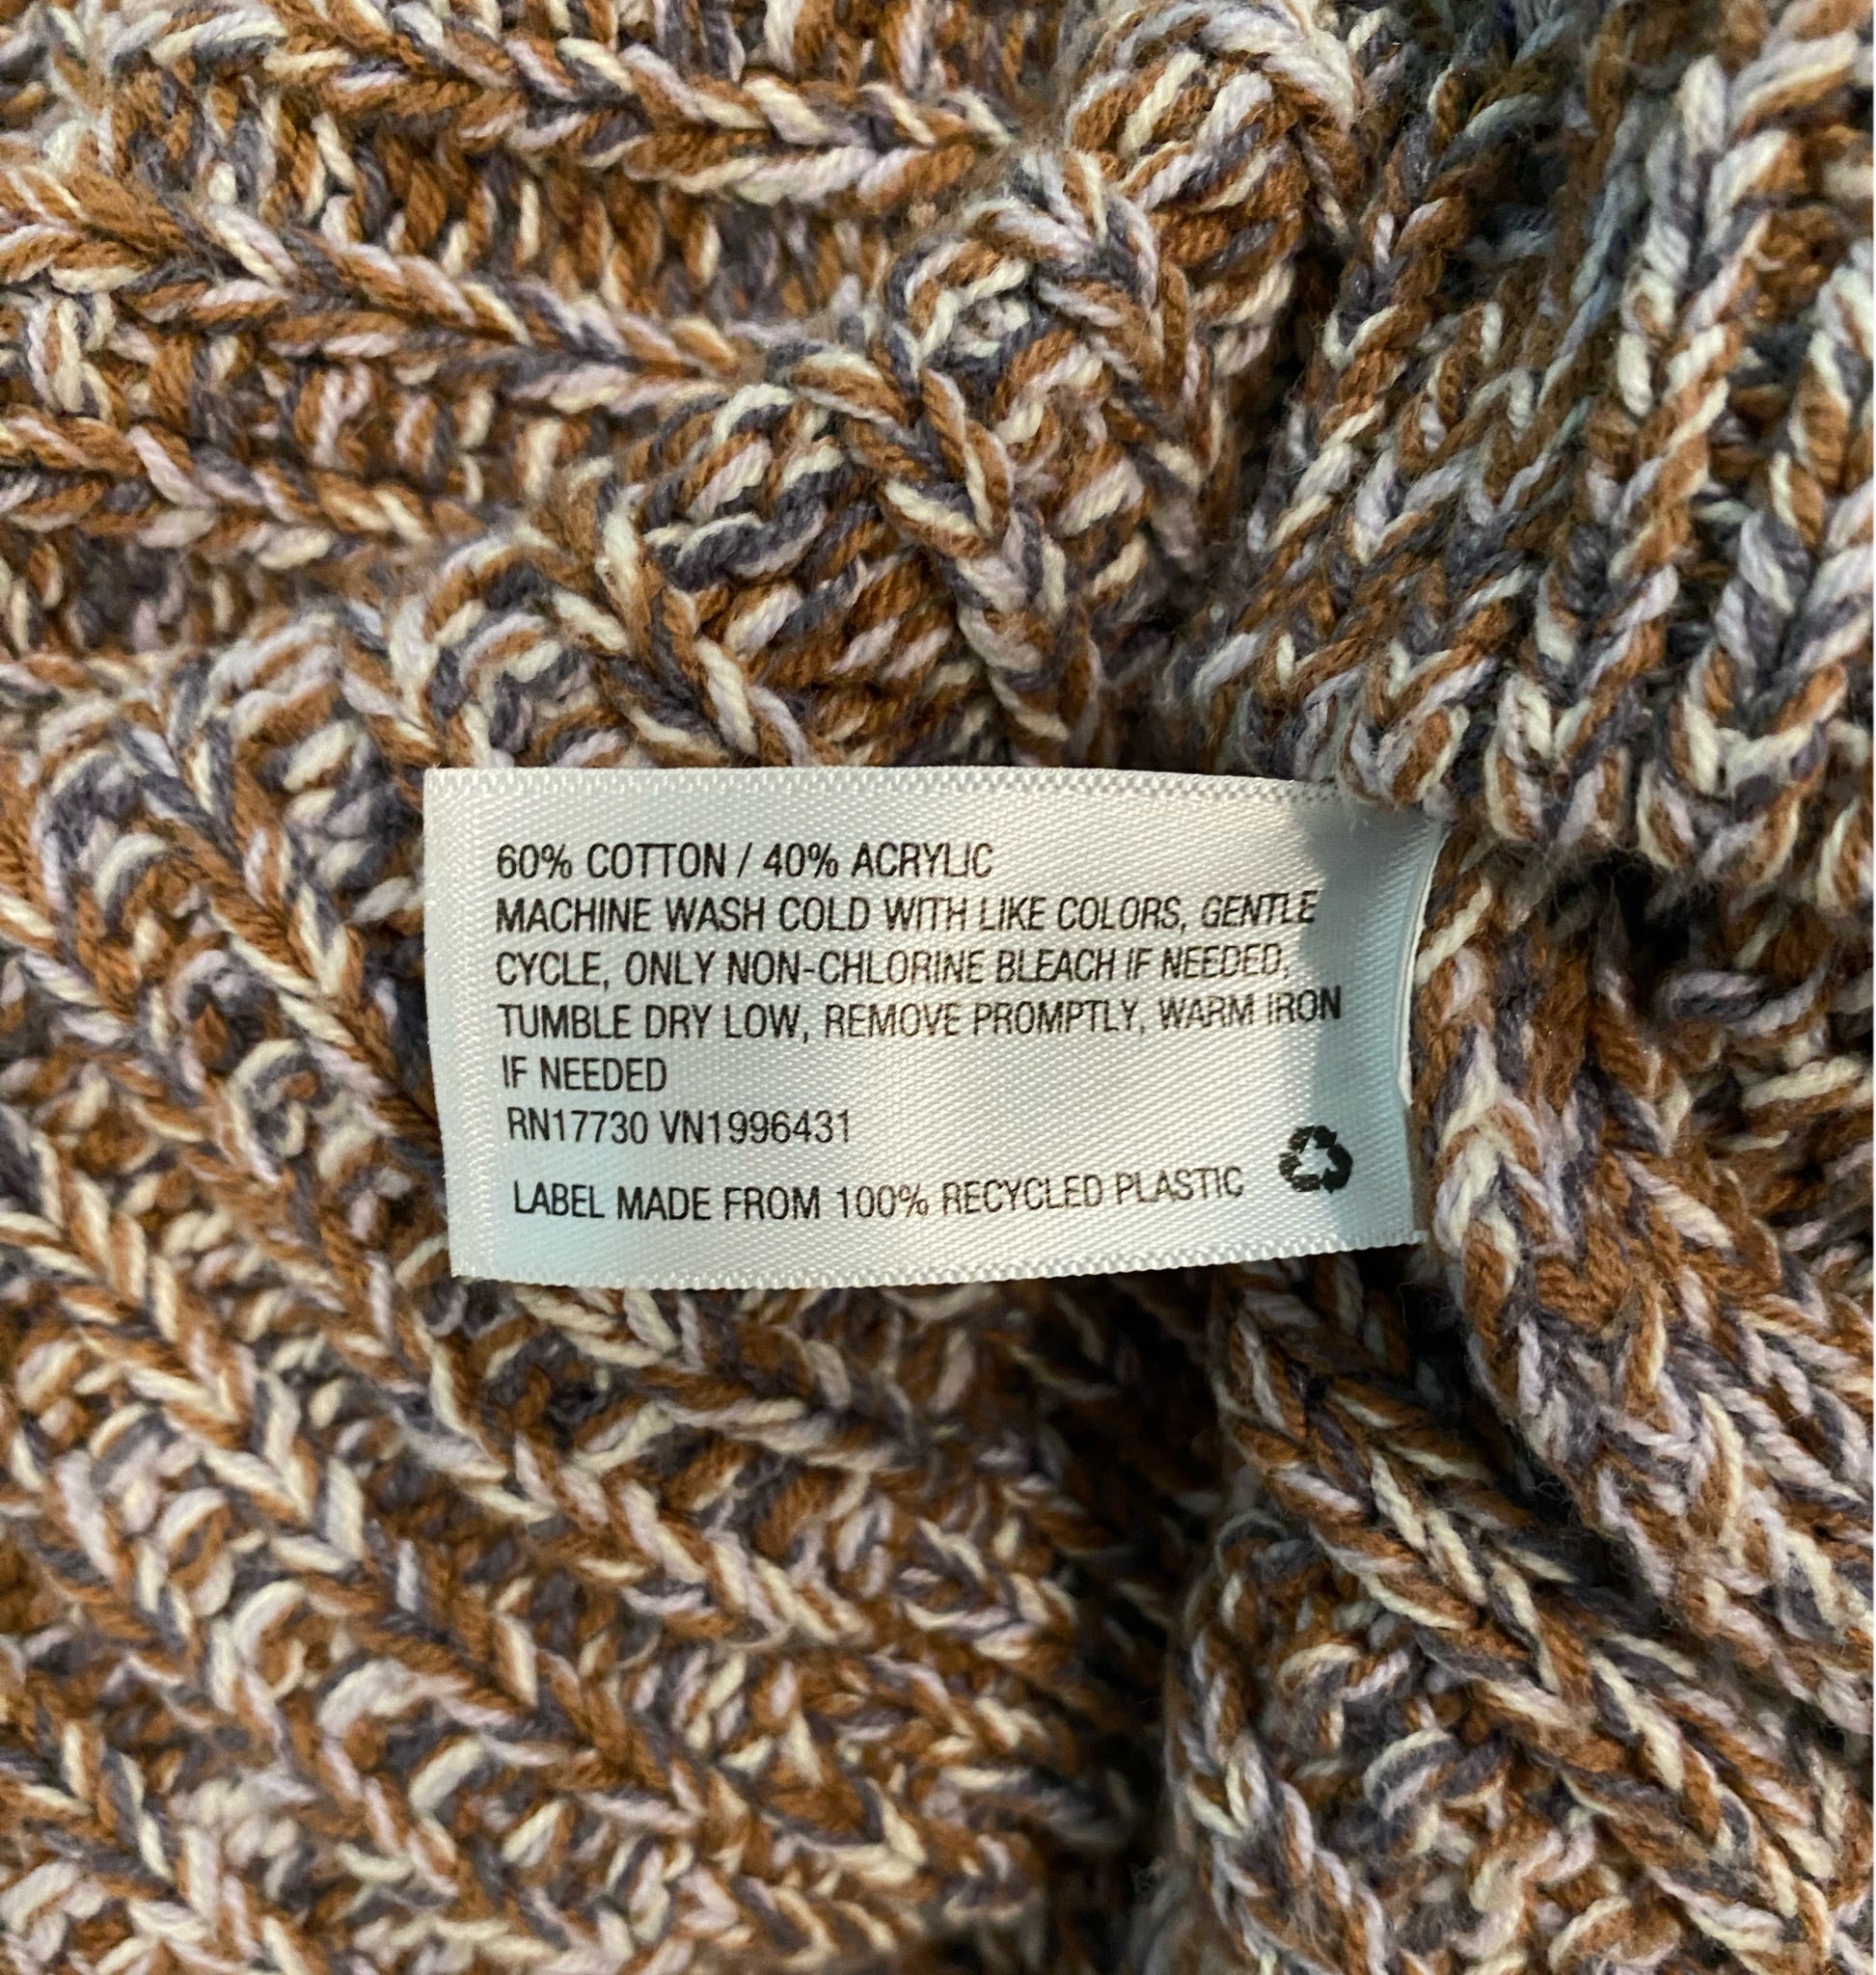 60% COTTON / 40% ACRYLIC
MACHINE WASH COLD WITH LIKE COLORS, GENTLE
CYCLE, ONLY NON-CHLORINE BLEACH IF NEEDED,
TUMBLE DRY LOW, REMOVE PROMPTLY, WARM IRON
IF NEEDED
RN17730 VN1996431
LABEL MADE FROM 100% RECYCLED PLASTIC